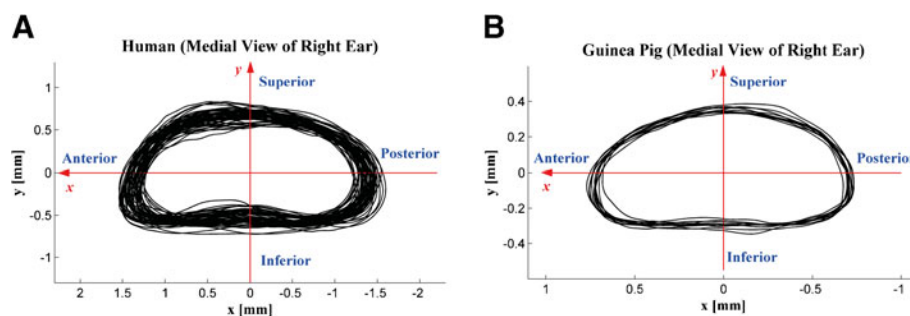 A
Human (Medial View of Right Ear)
y
Superior
1
0.5
Anterior
Posterior
0
x
-0.5
Inferior
-1
y [mm]
2 1.5 1 0.5 0 -0.5 -1 -1.5 -2
x [mm]
B
Guinea Pig (Medial View of Right Ear)
y
Superior
0.4
0.2
Anterior
Posterior
0
x
-0.2
-0.4
Inferior
y [mm]
1 0.5 0 -0.5 -1
x [mm]